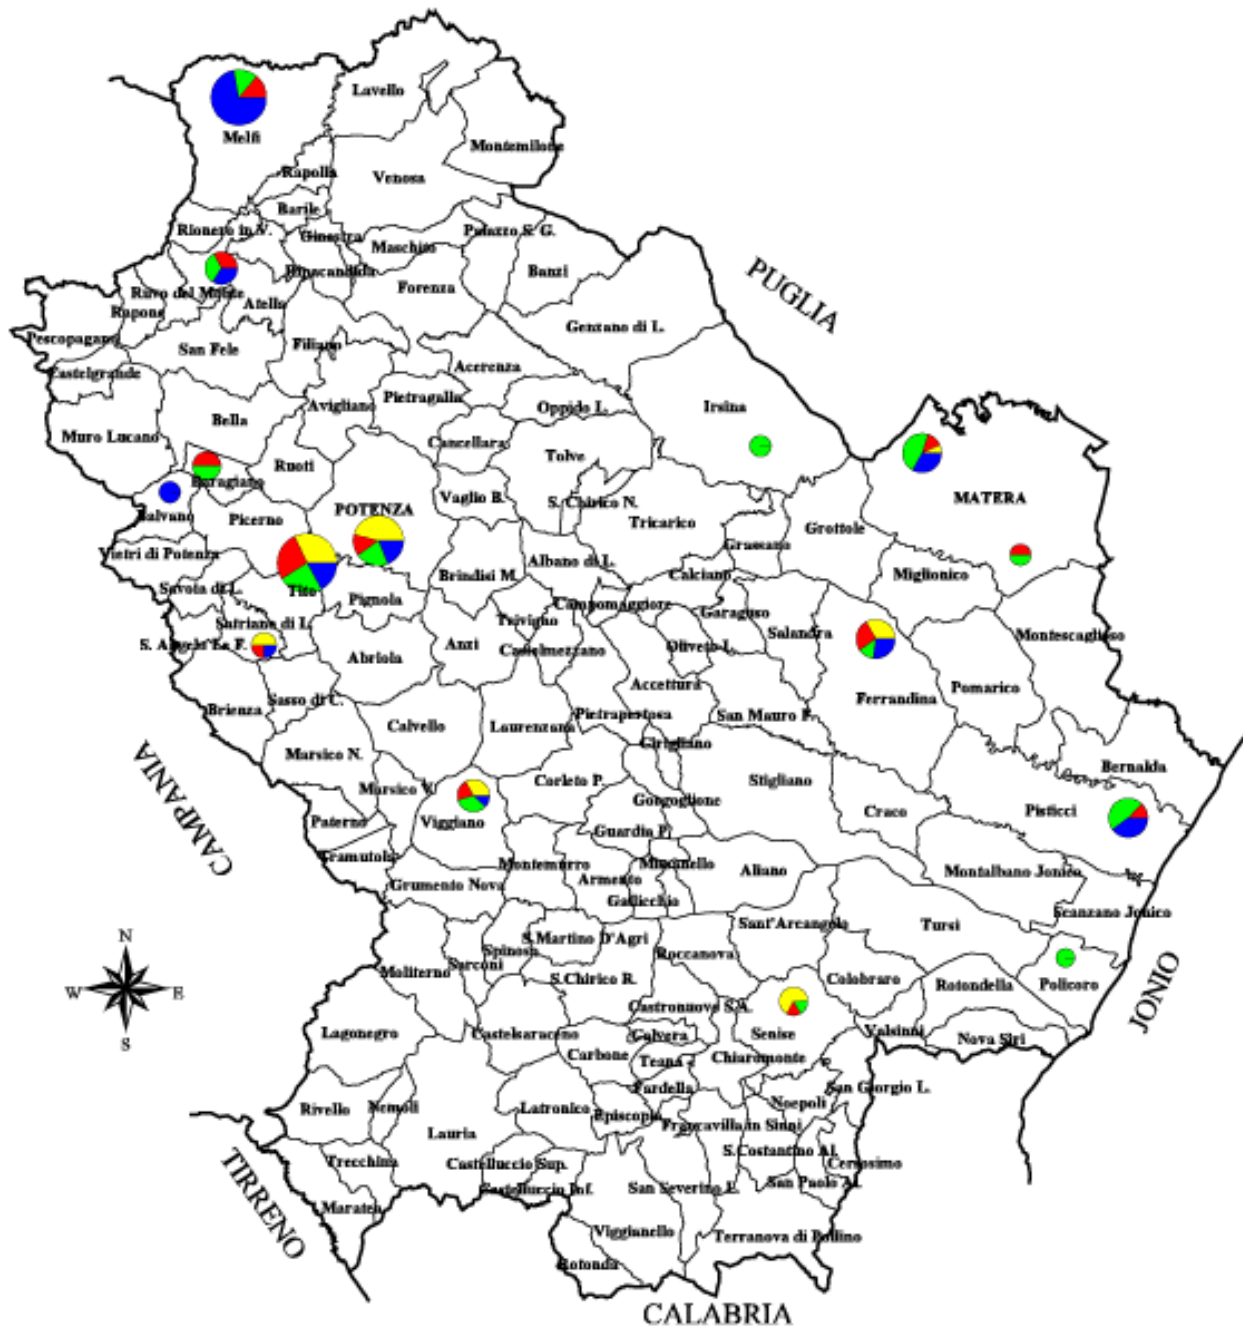 Lavello
Melfi
Montemilone
Rapolla
Venosa
Barile
Rionero in V.
Ginestra
Palazzo S. G.
Maschito
Banzi
Ripacandida
PUGLIA
Ruvo del Monte
Forenza
Atella
Rapone
Genzano di L.
Pescopagano
San Fele
Filiano
Castelgrande
Acerenza
Pietragalla
Avigliano
Oppido L.
Irsina
Bella
Muro Lucano
Cancellara
Tolve
Ruoti
Baragiano
MATERA
Vaglio B.
S. Chirico N.
POTENZA
Balvano
Picerno
Tricarico
Grottole
Grassano
Vietri di Potenza
Albano di L.
Brindisi M.
Calciano
Miglionico
Savoia di L.
Tito
Pignola
Campomaggiore
Garaguso
Trivigno
Satriano di L.
Salandra
Montescaglioso
S. Angelo Le F.
Anzi
Castelmezzano
Oliveto L.
Abriola
Accettura
Pomarico
Ferrandina
Brienza
Sasso di C.
Pietrapertosa
San Mauro F.
Calvello
Laurenzana
Cirigliano
Marsico N.
Bernalda
Corleto P.
Stigliano
CAMPANIA
Marsico V.
Gorgoglione
Craco
Pisticci
Paterno
Viggiano
Guardia P.
Tramutola
Montemurro
Missanello
Aliano
Montalbano Jonico
Grumento Nova
Armento
Gallicchio
Scanzano Jonico
Sant'Arcangelo
Tursi
N
S.Martino D'Agri
Spinosa
Roccanova
Sarconi
Moliterno
S.Chirico R.
Colobraro
Rotondella
Policoro
W
E
JONIO
Castronuovo S.A.
Lagonegro
Castelsaraceno
Calvera
Senise
Valsinni
Nova Siri
S
Carbone
Teana
Chiaromonte
Fardella
San Giorgio L.
Rivello
Nemoli
Latronico
Episcopia
Noepoli
Francavilla in Sinni
Lauria
S.Costantino Al.
Trecchina
Castelluccio Sup.
Cersosimo
Castelluccio Inf.
San Severino L.
San Paolo Al.
TIRRENO
Maratea
Viggianello
Terranova di Pollino
Rotonda
CALABRIA